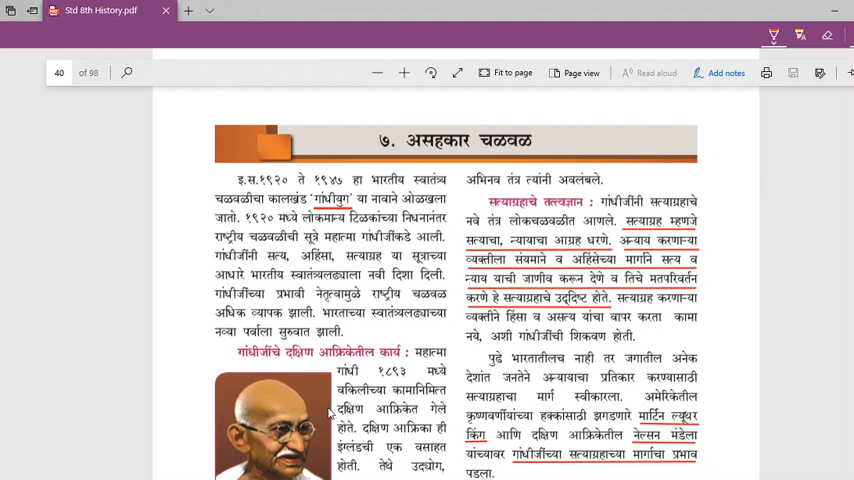 Std 8th History.pdf
40 of 98
Fit to page
Page view
Read aloud
Add notes
७. असहकार चळवळ
इ.स.१९२० ते १९४७ हा भारतीय स्वातंत्र्य
चळवळीचा कालखंड ‘गांधीयुग’ या नावाने ओळखला
जातो. १९२० मध्ये लोकमान्य टिळकांच्या निधनानंतर
राष्ट्रीय चळवळीची सूत्रे महात्मा गांधीजींकडे आली.
गांधीजींनी सत्य, अहिंसा, सत्याग्रह या सूत्राच्या
आधारे भारतीय स्वातंत्र्यलढ्याला नवी दिशा दिली.
गांधीजींच्या प्रभावी नेतृत्वामुळे राष्ट्रीय चळवळ
अधिक व्यापक झाली. भारताच्या स्वातंत्र्यलढ्याच्या
नव्या पर्वाला सुरुवात झाली.
गांधीजींचे दक्षिण आफ्रिकेतील कार्य : महात्मा
गांधी १८९३ मध्ये
वकिलीच्या कामानिमित्त
दक्षिण आफ्रिकेत गेले
होते. दक्षिण आफ्रिका ही
इंग्लंडची एक वसाहत
होती. तेथे उद्योग,
अभिनव तंत्र त्यांनी अवलंबले.
सत्याग्रहाचे तत्त्वज्ञान : गांधीजींनी सत्याग्रहाचे
नवे तंत्र लोकचळवळीत आणले. सत्याग्रह म्हणजे
सत्याचा, न्यायाचा आग्रह धरणे. अन्याय करणाऱ्या
व्यक्तीला संयमाने व अहिंसेच्या मार्गाने सत्य व
न्याय याची जाणीव करून देणे व तिचे मतपरिवर्तन
करणे हे सत्याग्रहाचे उद्‌दिष्ट होते. सत्याग्रह करणाऱ्या
व्यक्तीने हिंसा व असत्य यांचा वापर करता कामा
नये, अशी गांधीजींची शिकवण होती.
पुढे भारतातीलच नाही तर जगातील अनेक
देशांत जनतेने अन्यायाचा प्रतिकार करण्यासाठी
सत्याग्रहाचा मार्ग स्वीकारला. अमेरिकेतील
कृष्णवर्णीयांच्या हक्कांसाठी झगडणारे मार्टिन ल्यूथर
किंग आणि दक्षिण आफ्रिकेतील नेल्सन मंडेला
यांच्यावर गांधीजींच्या सत्याग्रहाच्या मार्गाचा प्रभाव
पडला.